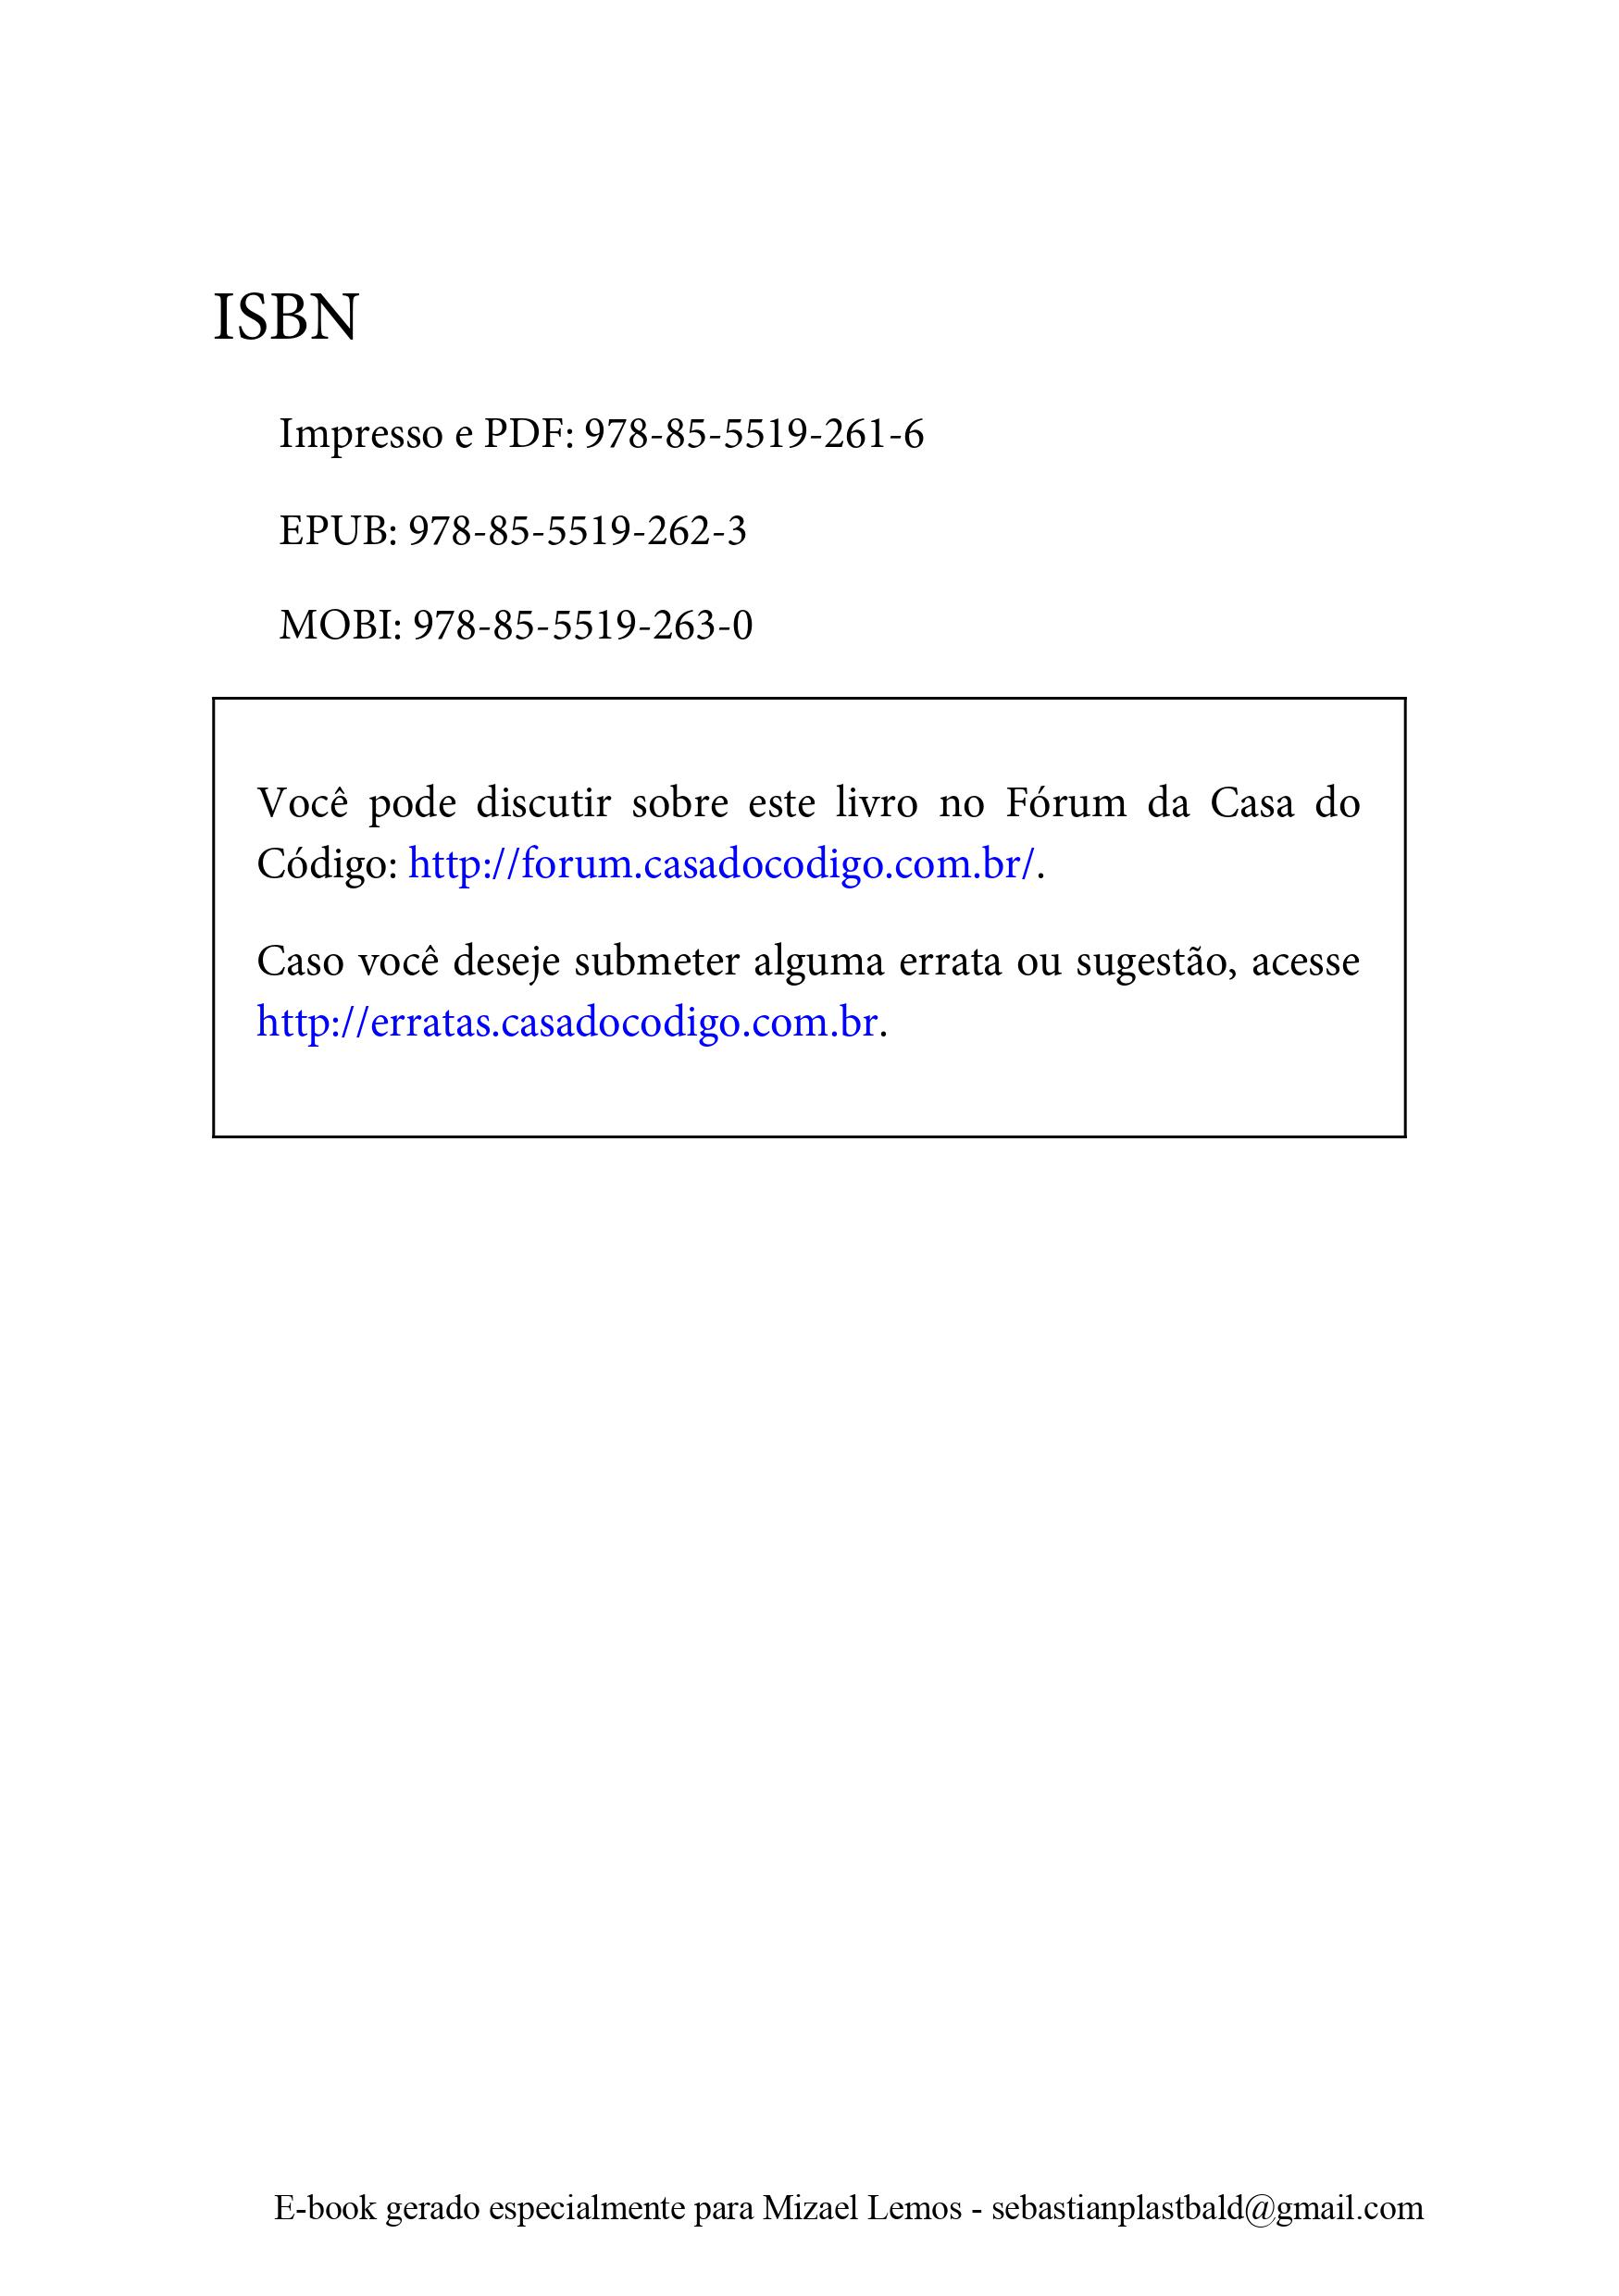 ISBN
Impresso e PDF: 978-85-5519-261-6
EPUB: 978-85-5519-262-3
MOBI: 978-85-5519-263-0
Você pode discutir sobre este livro no Fórum da Casa do
Código: http://forum.casadocodigo.com.br/.
Caso você deseje submeter alguma errata ou sugestão, acesse
http://erratas.casadocodigo.com.br.
E-book gerado especialmente para Mizael Lemos - sebastianplastbald@gmail.com